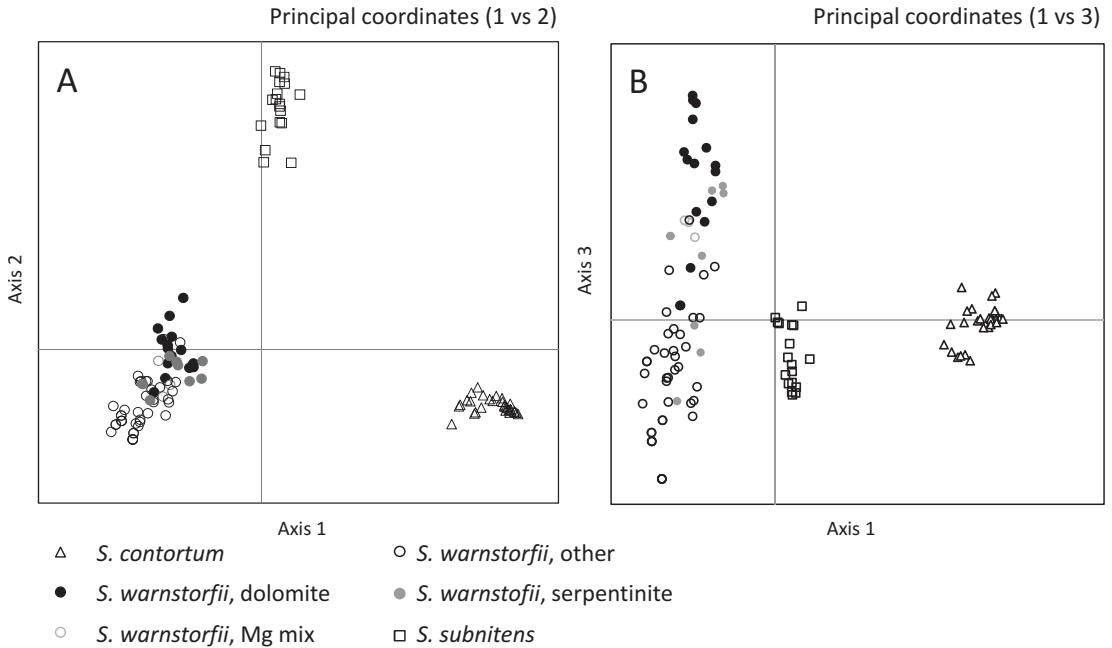 Principal coordinates (1 vs 2)
Principal coordinates (1 vs 3)
A
B
Axis 2
Axis 3
Axis 1
Axis 1
S. contortum
S. warnstorfii, other
S. warnstorfii, dolomite
S. warnstofii, serpentinite
S. warnstorfii, Mg mix
S. subnitens